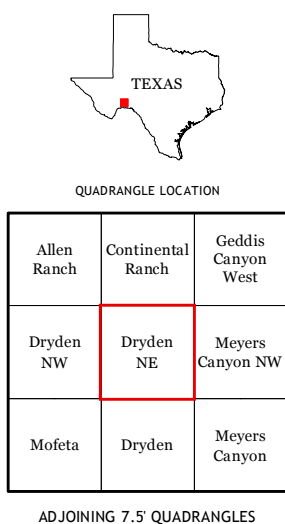 TEXAS
QUADRANGLE LOCATION
Allen
Ranch
Continental
Ranch
Geddis
Canyon
West
Dryden
NW
Dryden
NE
Meyers
Canyon NW
Mofeta
Dryden
Meyers
Canyon
ADJOINING 7.5' QUADRANGLES